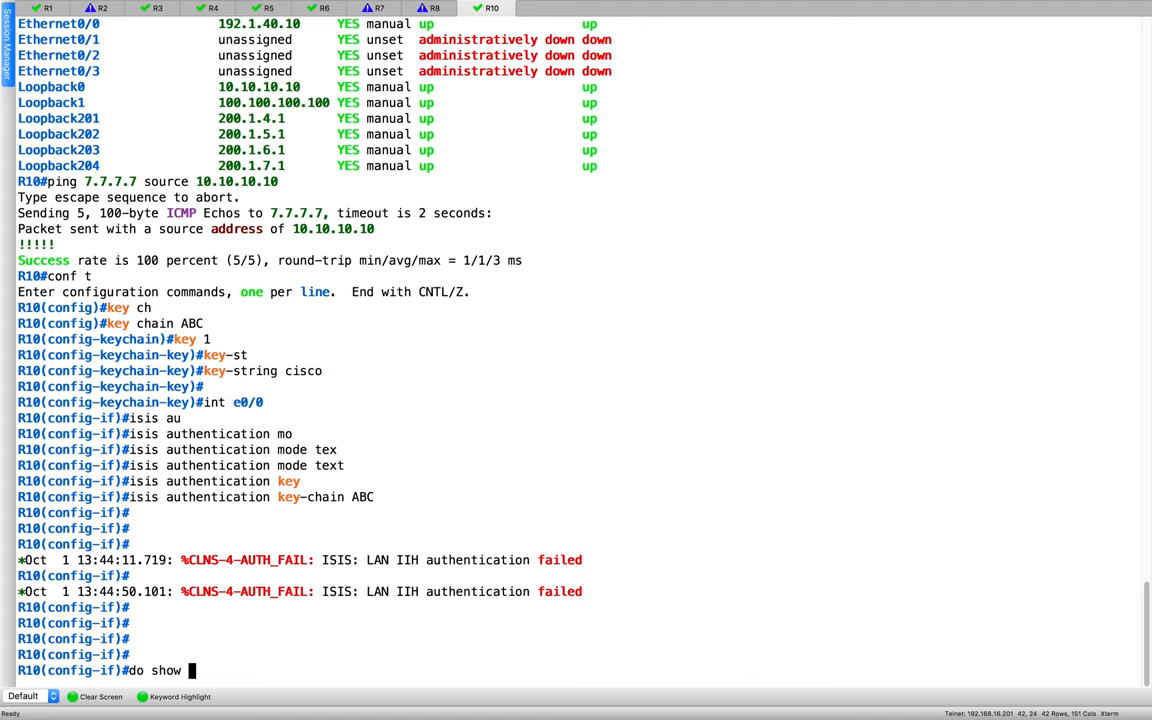 Session Manager
R1 R2 R3 R4 R5 R6 R7 R8 R10
Ethernet0/0 192.1.40.10 YES manual up up
Ethernet0/1 unassigned YES unset administratively down down
Ethernet0/2 unassigned YES unset administratively down down
Ethernet0/3 unassigned YES unset administratively down down
Loopback0 10.10.10.10 YES manual up up
Loopback1 100.100.100.100 YES manual up up
Loopback201 200.1.4.1 YES manual up up
Loopback202 200.1.5.1 YES manual up up
Loopback203 200.1.6.1 YES manual up up
Loopback204 200.1.7.1 YES manual up up
R10#ping 7.7.7.7 source 10.10.10.10
Type escape sequence to abort.
Sending 5, 100-byte ICMP Echos to 7.7.7.7, timeout is 2 seconds:
Packet sent with a source address of 10.10.10.10
!!!!!
Success rate is 100 percent (5/5), round-trip min/avg/max = 1/1/3 ms
R10#conf t
Enter configuration commands, one per line.  End with CNTL/Z.
R10(config)#key ch
R10(config)#key chain ABC
R10(config-keychain)#key 1
R10(config-keychain-key)#key-st
R10(config-keychain-key)#key-string cisco
R10(config-keychain-key)#
R10(config-keychain-key)#int e0/0
R10(config-if)#isis au
R10(config-if)#isis authentication mo
R10(config-if)#isis authentication mode tex
R10(config-if)#isis authentication mode text
R10(config-if)#isis authentication key
R10(config-if)#isis authentication key-chain ABC
R10(config-if)#
R10(config-if)#
R10(config-if)#
*Oct  1 13:44:11.719: %CLNS-4-AUTH_FAIL: ISIS: LAN IIH authentication failed
R10(config-if)#
*Oct  1 13:44:50.101: %CLNS-4-AUTH_FAIL: ISIS: LAN IIH authentication failed
R10(config-if)#
R10(config-if)#
R10(config-if)#
R10(config-if)#
R10(config-if)#do show
Default Clear Screen Keyword Highlight
Ready Telnet: 192.168.16.201 42, 24 42 Rows, 151 Cols Xterm